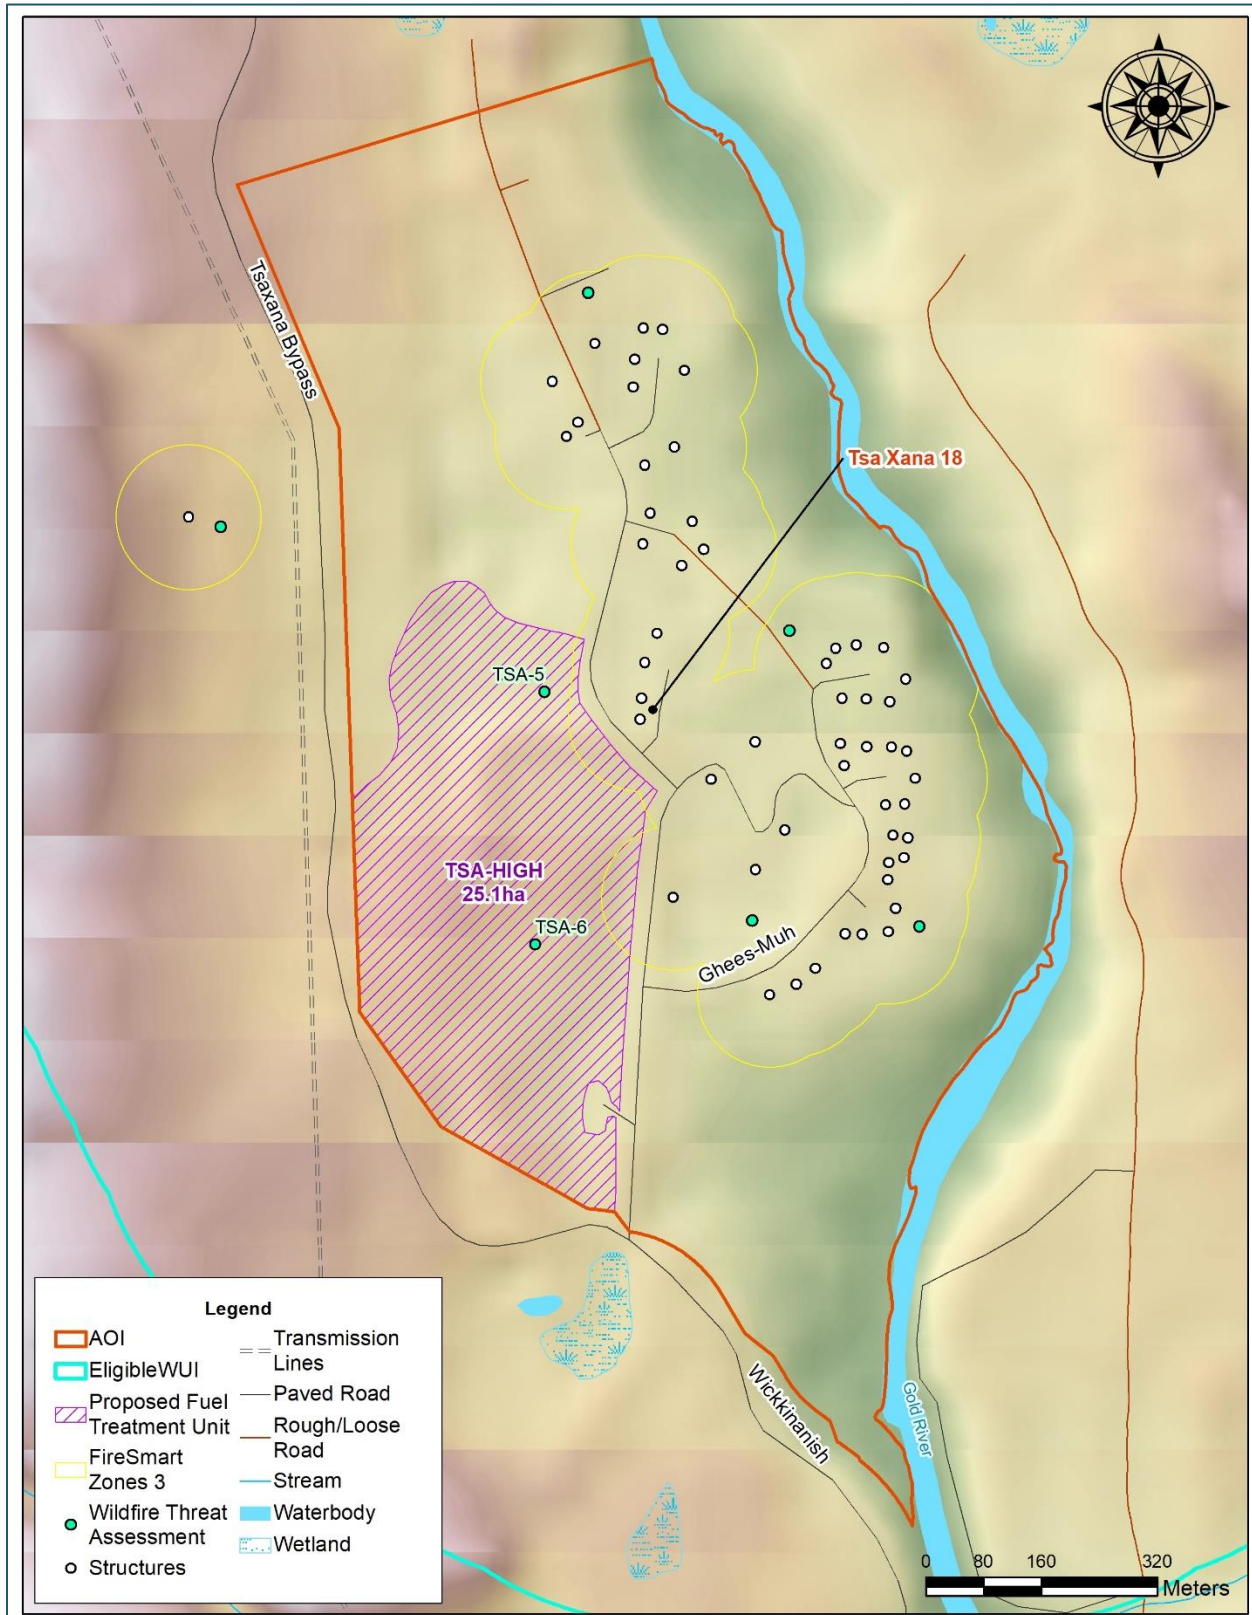 Tsaxana Bypass
Tsa Xana 18
TSA-5
TSA-HIGH
25.1ha
TSA-6
Ghees-Muh
Wickkinanish
Gold River
Legend
AOI
EligibleWUI
Proposed Fuel
Treatment Unit
FireSmart
Zones 3
Wildfire Threat
Assessment
Structures
Transmission
Lines
Paved Road
Rough/Loose
Road
Stream
Waterbody
Wetland
0 80 160 320
Meters